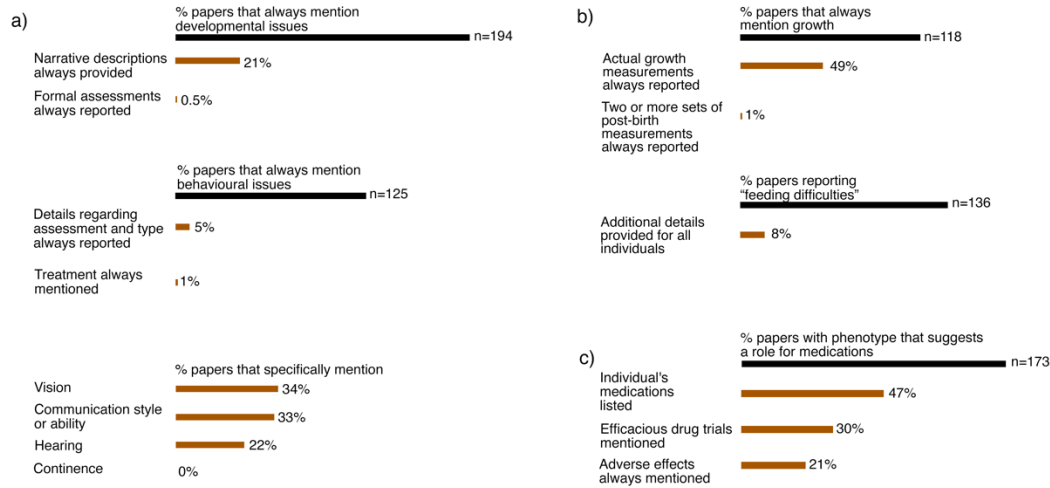 a)
% papers that always mention
developmental issues
n=194
Narrative descriptions
always provided
21%
Formal assessments
always reported
0.5%
% papers that always mention
behavioural issues
n=125
Details regarding
assessment and type
always reported
5%
Treatment always
mentioned
1%
% papers that specifically mention
Vision
34%
Communication style
or ability
33%
Hearing
22%
Continence
0%
b)
% papers that always
mention growth
n=118
Actual growth
measurements
always reported
49%
Two or more sets of
post-birth
measurements
always reported
1%
% papers reporting
“feeding difficulties”
n=136
Additional details
provided for all
individuals
8%
c)
% papers with phenotype that suggests
a role for medications
n=173
Individual's
medications
listed
47%
Efficacious drug trials
mentioned
30%
Adverse effects
always mentioned
21%